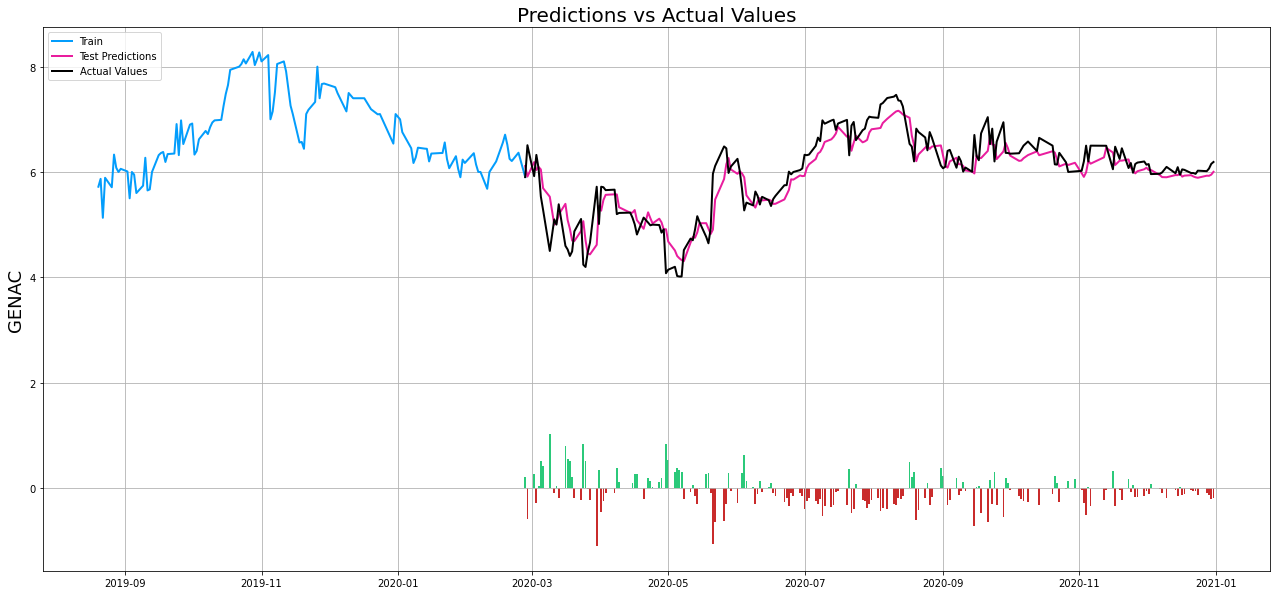 Predictions vs Actual Values
Train
Test Predictions
Actual Values
GENAC
8
6
4
2
0
2019-09
2019-11
2020-01
2020-03
2020-05
2020-07
2020-09
2020-11
2021-01